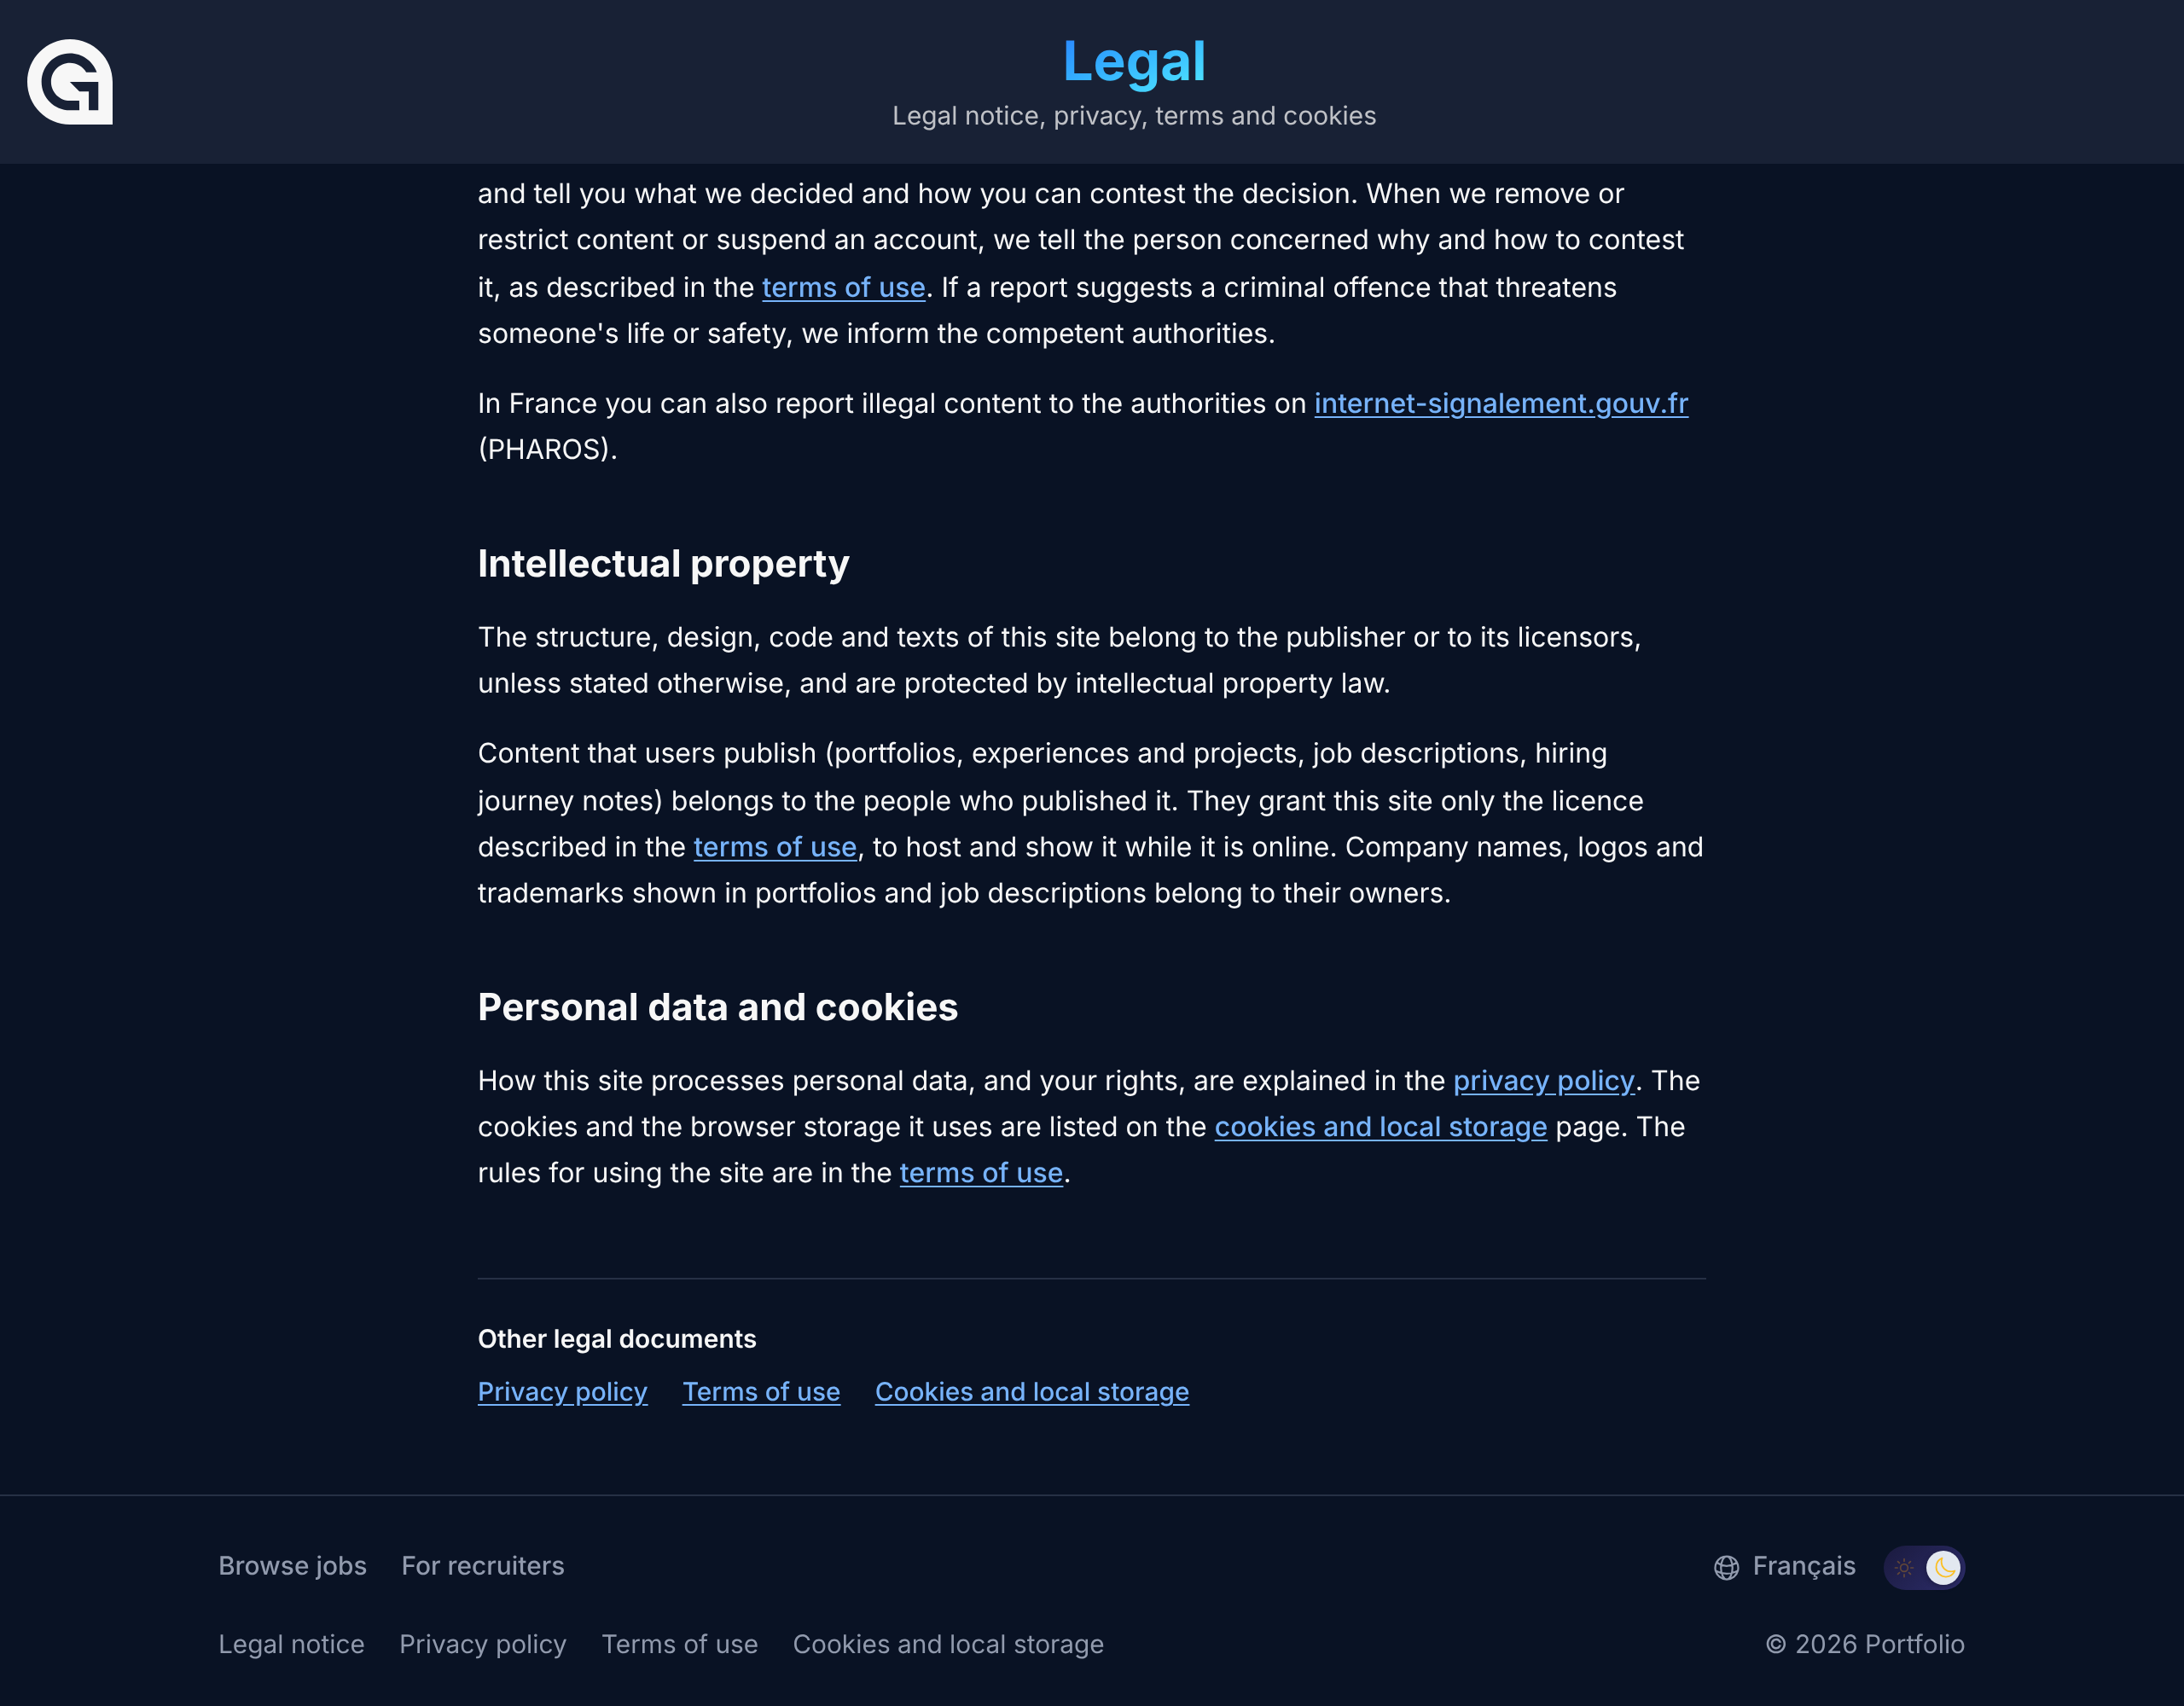 Legal
Legal notice, privacy, terms and cookies
and tell you what we decided and how you can contest the decision. When we remove or
restrict content or suspend an account, we tell the person concerned why and how to contest
it, as described in the terms of use. If a report suggests a criminal offence that threatens
someone's life or safety, we inform the competent authorities.
In France you can also report illegal content to the authorities on internet-signalement.gouv.fr
(PHAROS).
Intellectual property
The structure, design, code and texts of this site belong to the publisher or to its licensors,
unless stated otherwise, and are protected by intellectual property law.
Content that users publish (portfolios, experiences and projects, job descriptions, hiring
journey notes) belongs to the people who published it. They grant this site only the licence
described in the terms of use, to host and show it while it is online. Company names, logos and
trademarks shown in portfolios and job descriptions belong to their owners.
Personal data and cookies
How this site processes personal data, and your rights, are explained in the privacy policy. The
cookies and the browser storage it uses are listed on the cookies and local storage page. The
rules for using the site are in the terms of use.
Other legal documents
Privacy policy Terms of use Cookies and local storage
Browse jobs For recruiters Français
Legal notice Privacy policy Terms of use Cookies and local storage © 2026 Portfolio